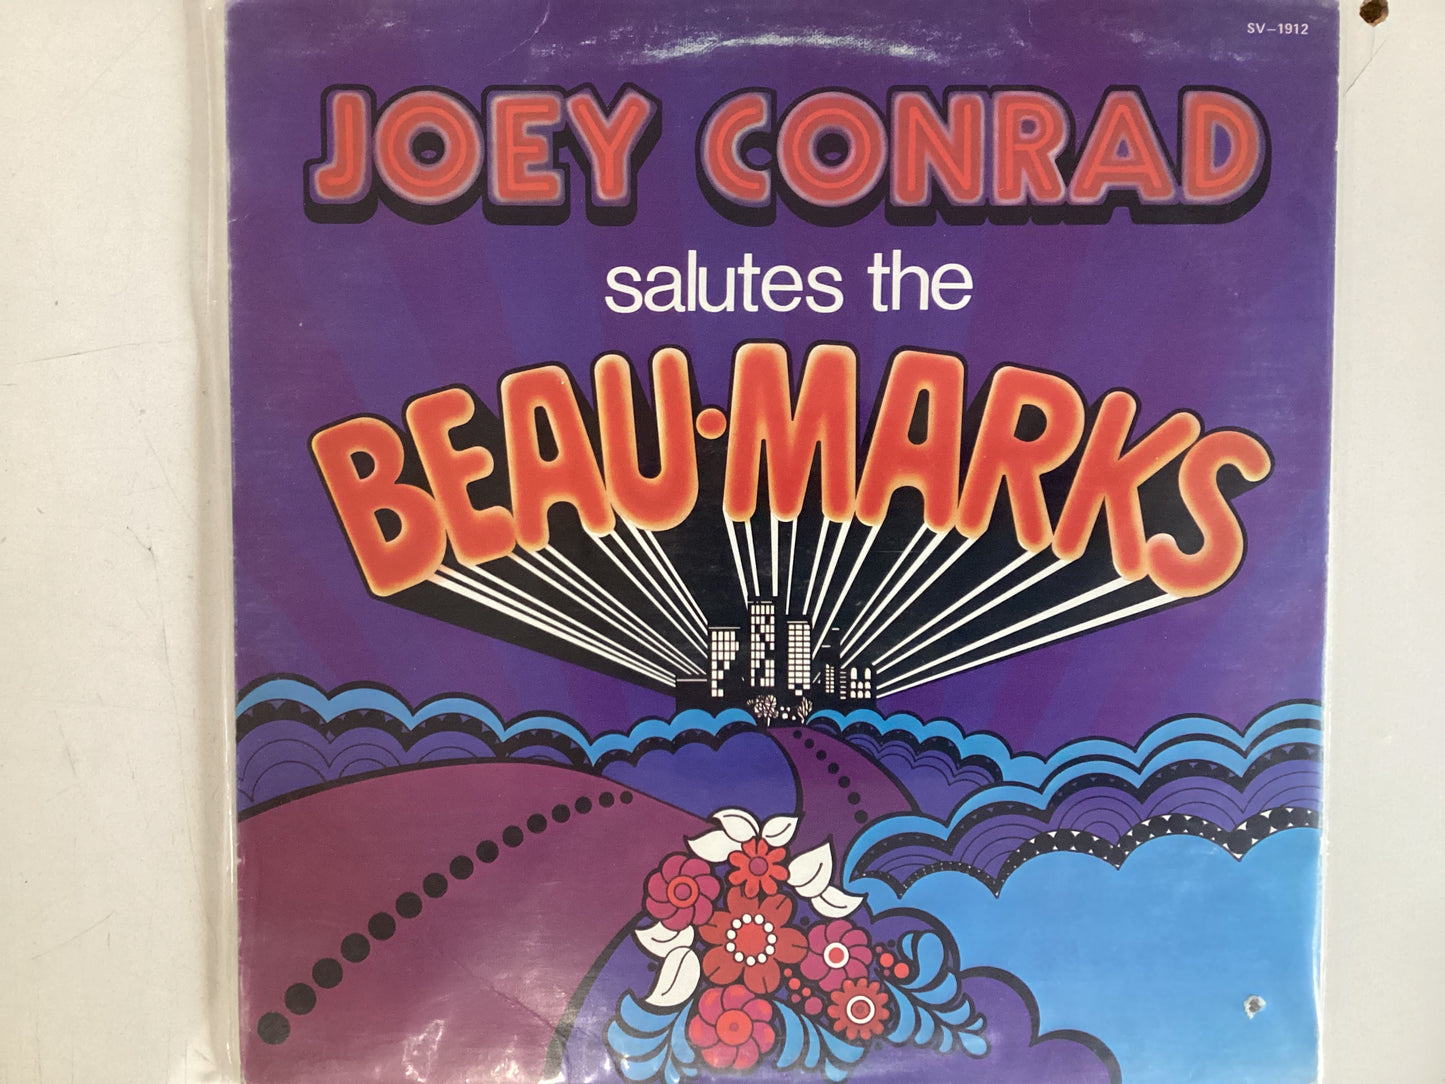 SV-1912
JOEY CONRAD
salutes the
BEAU•MARKS